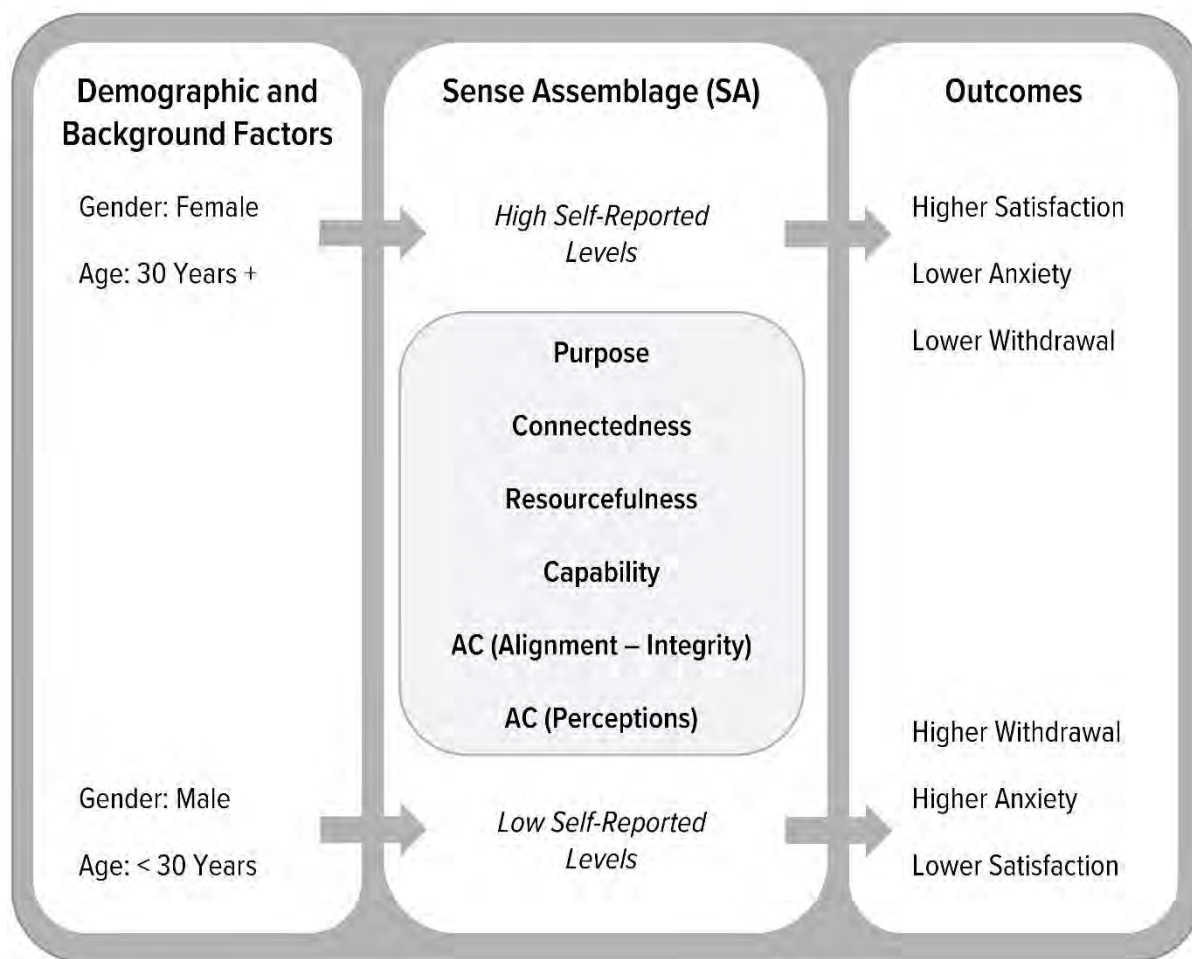 Demographic and
Background Factors
Gender: Female
Age: 30 Years +
Gender: Male
Age: < 30 Years
Sense Assemblage (SA)
High Self-Reported
Levels
Purpose
Connectedness
Resourcefulness
Capability
AC (Alignment – Integrity)
AC (Perceptions)
Low Self-Reported
Levels
Outcomes
Higher Satisfaction
Lower Anxiety
Lower Withdrawal
Higher Withdrawal
Higher Anxiety
Lower Satisfaction